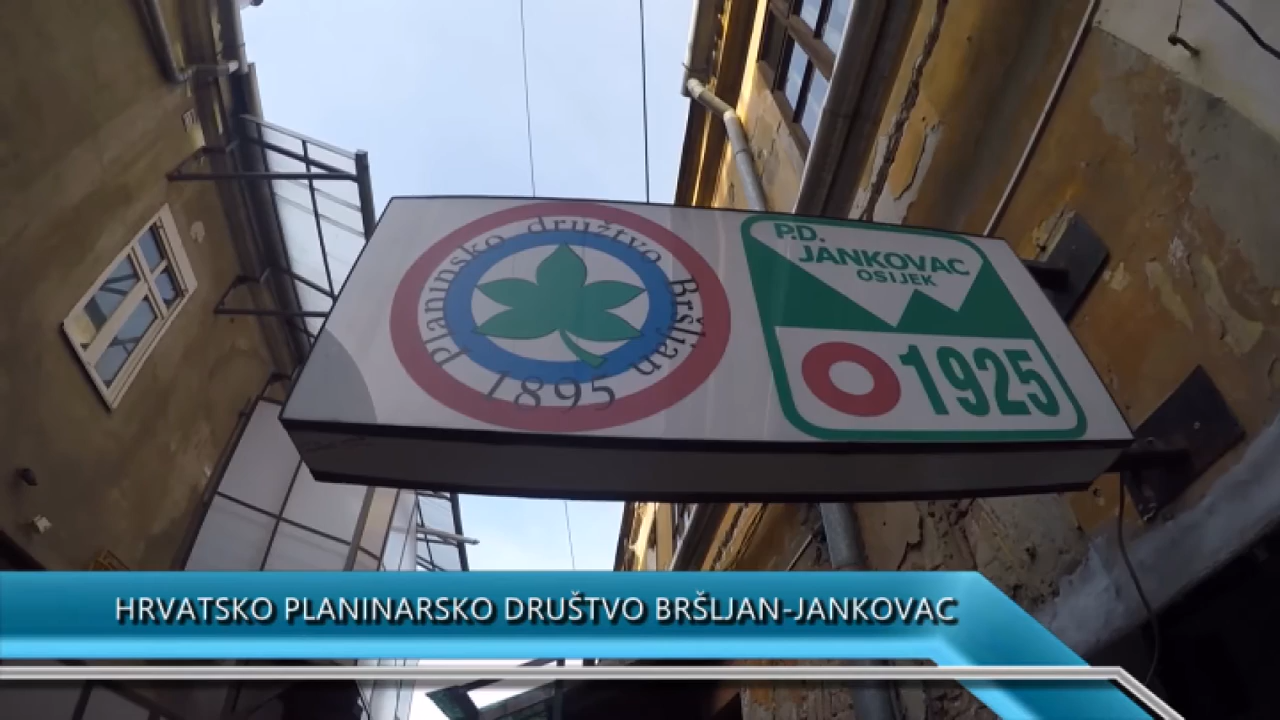 Planinsko društvo Bršljan
1895
P.D.
JANKOVAC
OSIJEK
1925
HRVATSKO PLANINARSKO DRUŠTVO BRŠLJAN-JANKOVAC